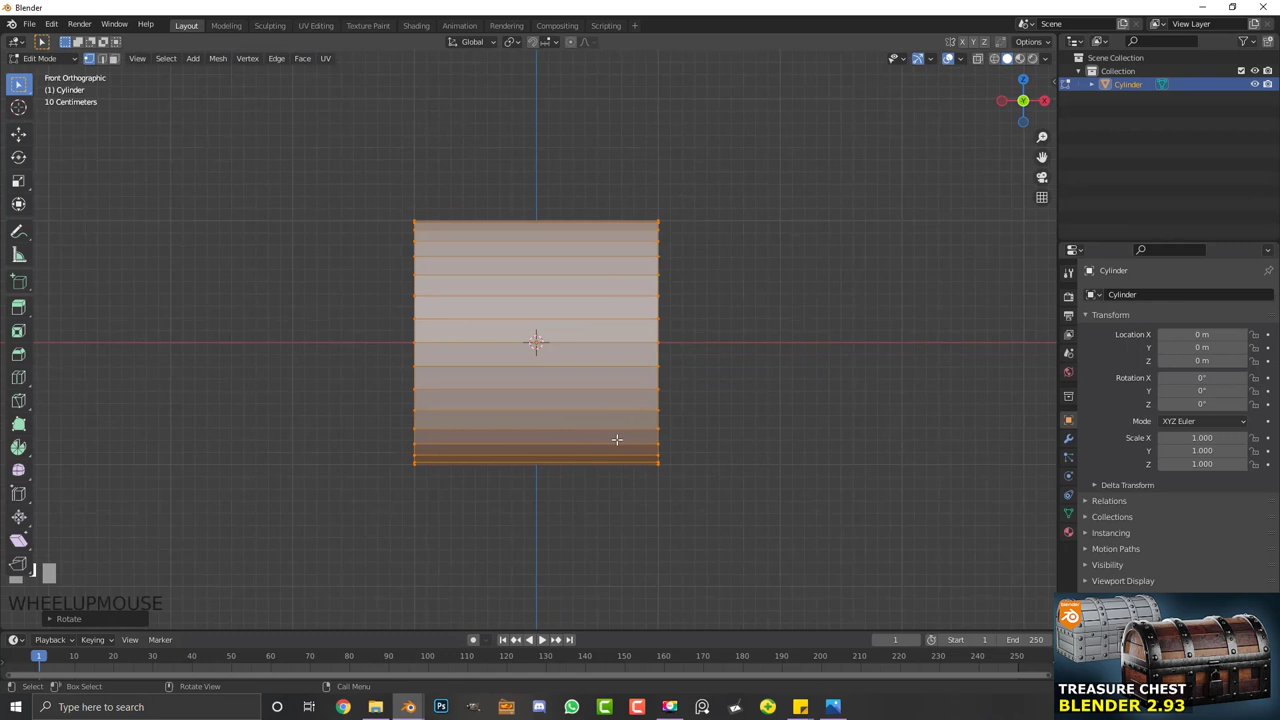 Blender
File Edit Render Window Help Layout Modeling Sculpting UV Editing Texture Paint Shading Animation Rendering Compositing Scripting Scene View Layer
Global X Y Z Options
Edit Mode View Select Add Mesh Vertex Edge Face UV
Front Orthographic
(1) Cylinder
10 Centimeters
Z
Y
X
Rotate
WHEELUPMOUSE
Scene Collection
Collection
Cylinder
Cylinder
Cylinder
Transform
Location X 0 m
Y 0 m
Z 0 m
Rotation X 0°
Y 0°
Z 0°
Mode XYZ Euler
Scale X 1.000
Y 1.000
Z 1.000
Delta Transform
Relations
Collections
Instancing
Motion Paths
Visibility
Viewport Display
Playback Keying View Marker 1 Start 1 End 250
1 10 20 30 40 50 60 70 80 90 100 110 120 130 140 150 160 170 180 190 200 210 220 230 240 250
Select Box Select Rotate View Call Menu
Type here to search
blender
TREASURE CHEST
BLENDER 2.93